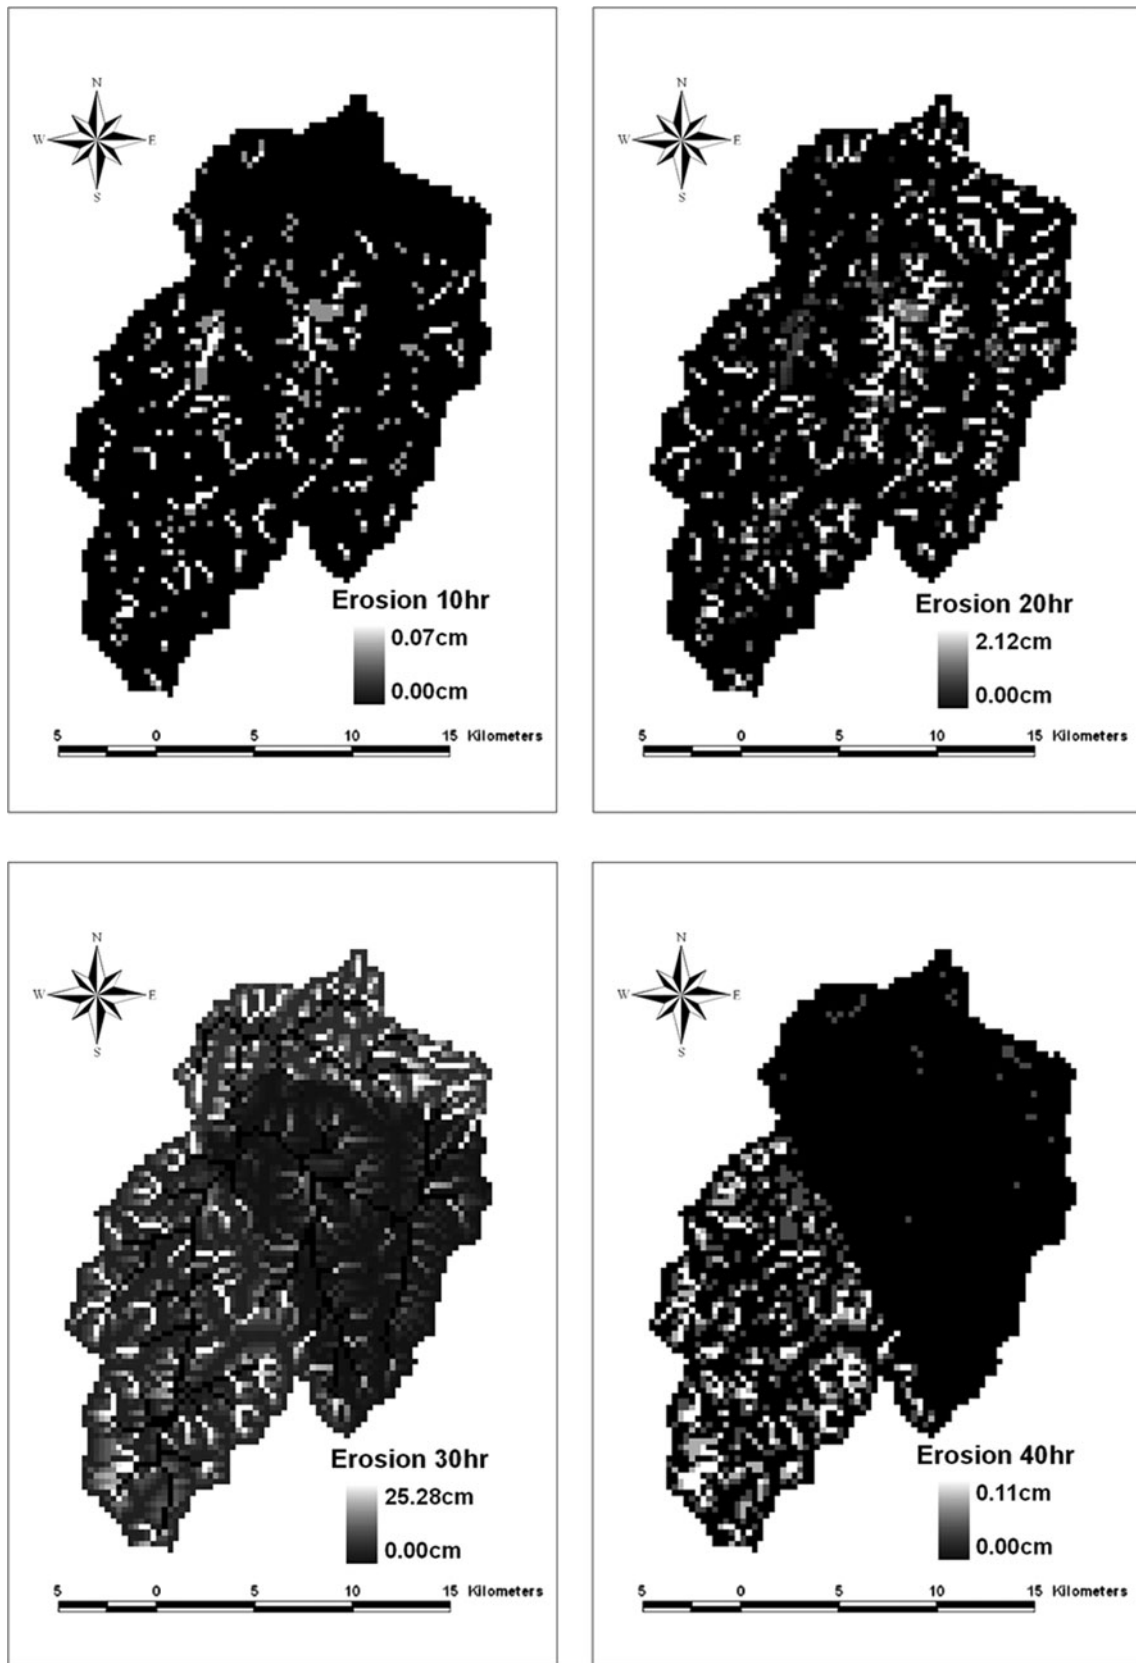 N
W E
S
Erosion 10hr
0.07cm
0.00cm
5 0 5 10 15 Kilometers
N
W E
S
Erosion 20hr
2.12cm
0.00cm
5 0 5 10 15 Kilometers
N
W E
S
Erosion 30hr
25.28cm
0.00cm
5 0 5 10 15 Kilometers
N
W E
S
Erosion 40hr
0.11cm
0.00cm
5 0 5 10 15 Kilometers